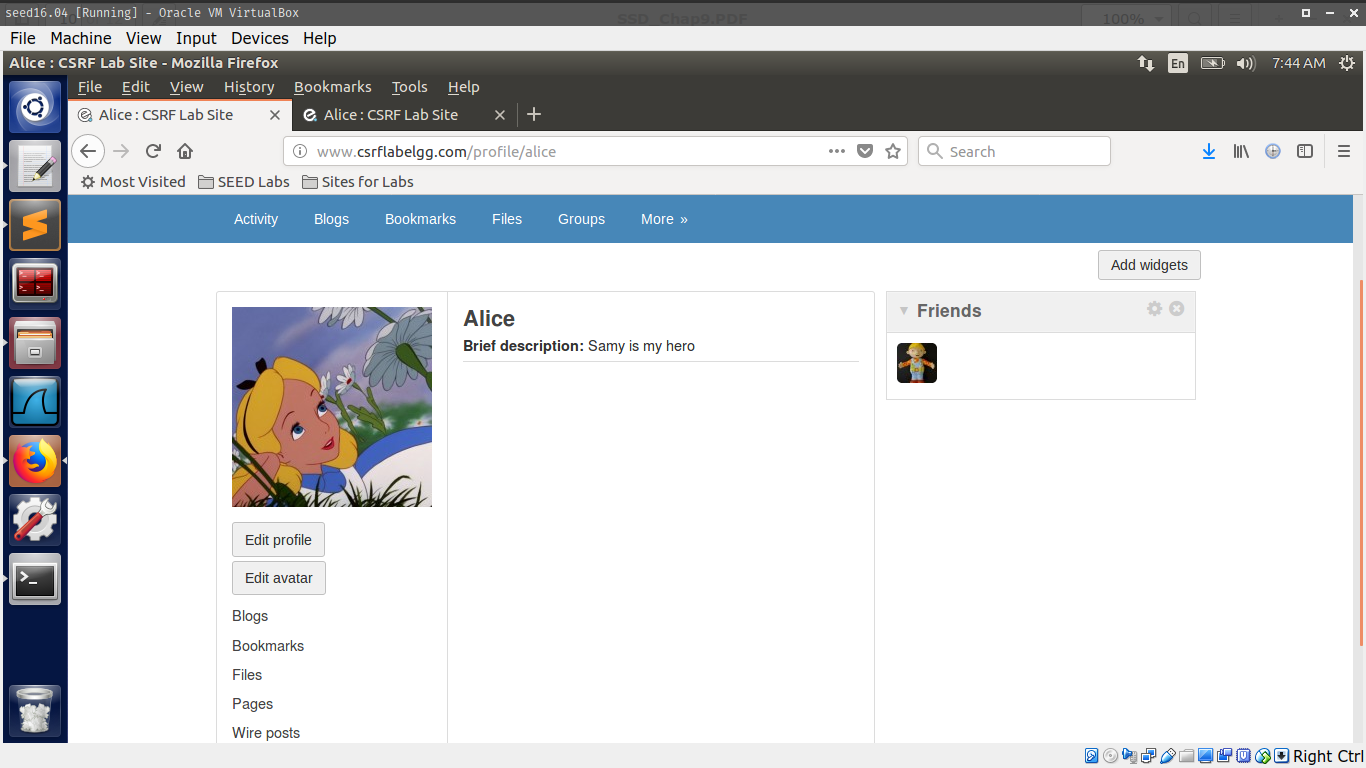 seed16.04 [Running] - Oracle VM VirtualBox
SSD_Chap9.PDF
100%
File Machine View Input Devices Help
Alice : CSRF Lab Site - Mozilla Firefox
En
7:44 AM
File Edit View History Bookmarks Tools Help
Alice : CSRF Lab Site
Alice : CSRF Lab Site
www.csrflabelgg.com/profile/alice
Search
Most Visited SEED Labs Sites for Labs
Activity Blogs Bookmarks Files Groups More »
Add widgets
Alice
Brief description: Samy is my hero
Friends
Edit profile
Edit avatar
Blogs
Bookmarks
Files
Pages
Wire posts
Right Ctrl